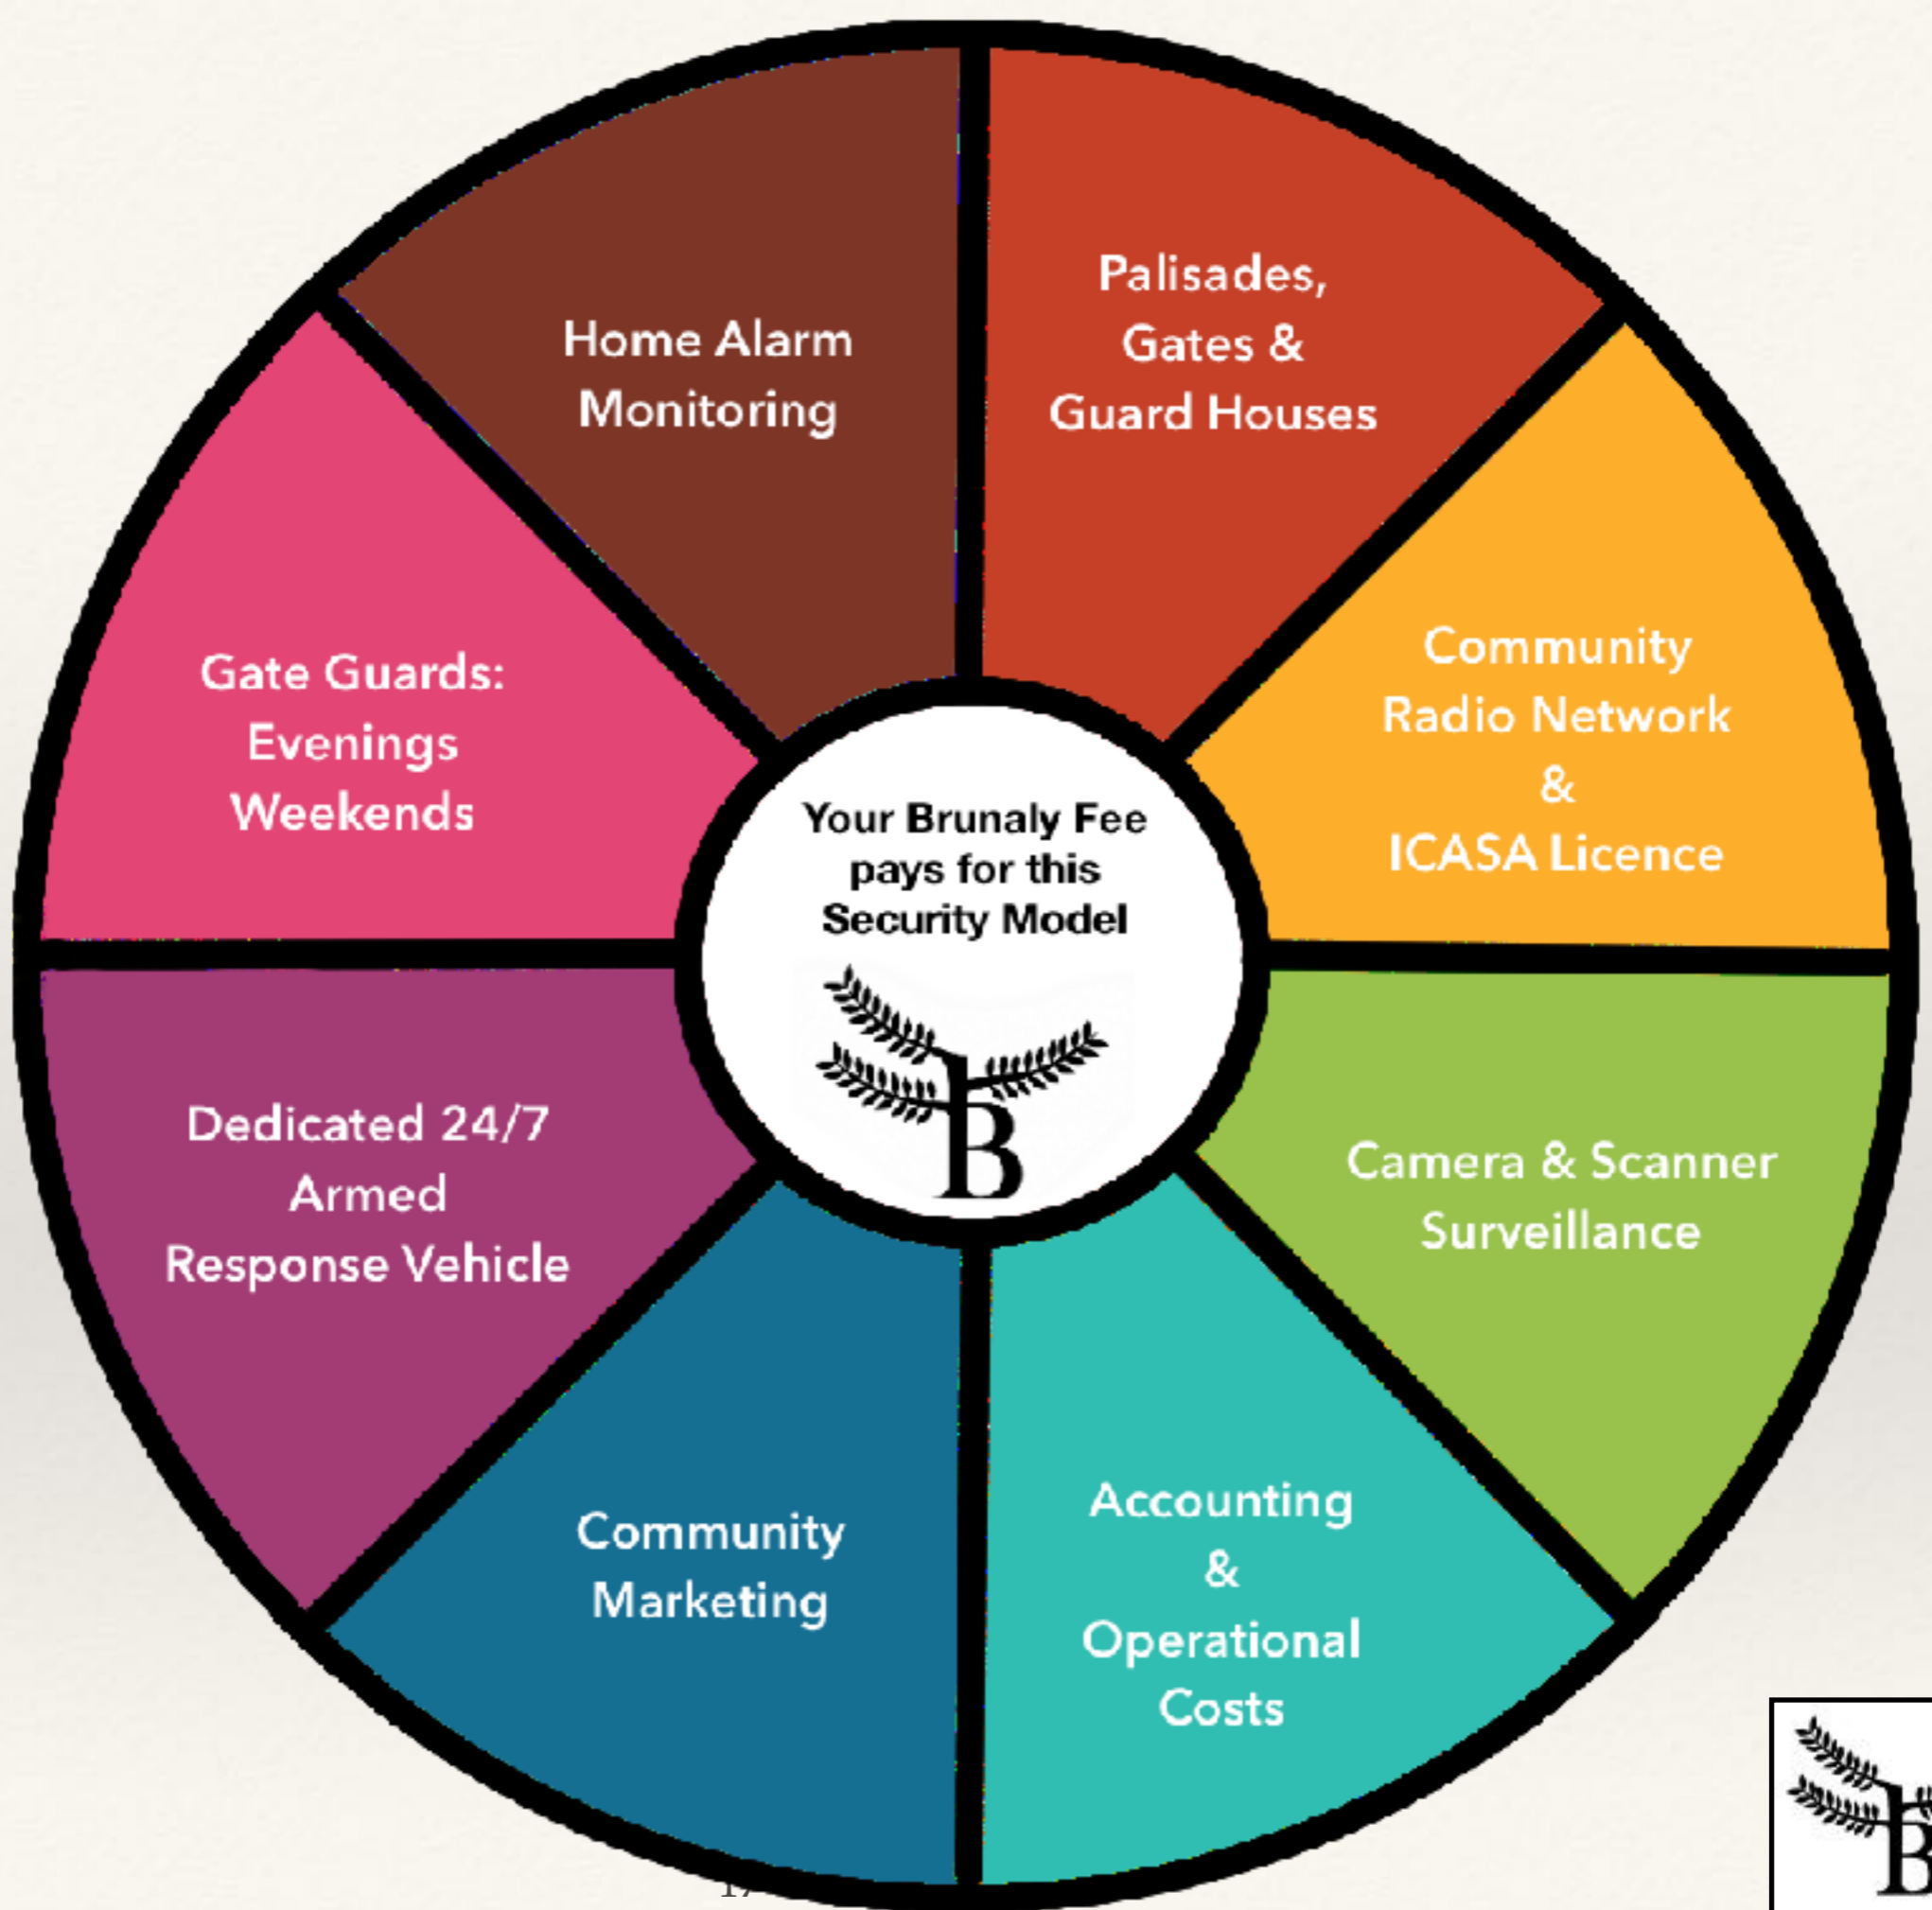 Home Alarm
Monitoring
Palisades,
Gates &
Guard Houses
Community
Radio Network
&
ICASA Licence
Camera & Scanner
Surveillance
Accounting
&
Operational
Costs
Community
Marketing
Dedicated 24/7
Armed
Response Vehicle
Gate Guards:
Evenings
Weekends
Your Brunaly Fee
pays for this
Security Model
B
B